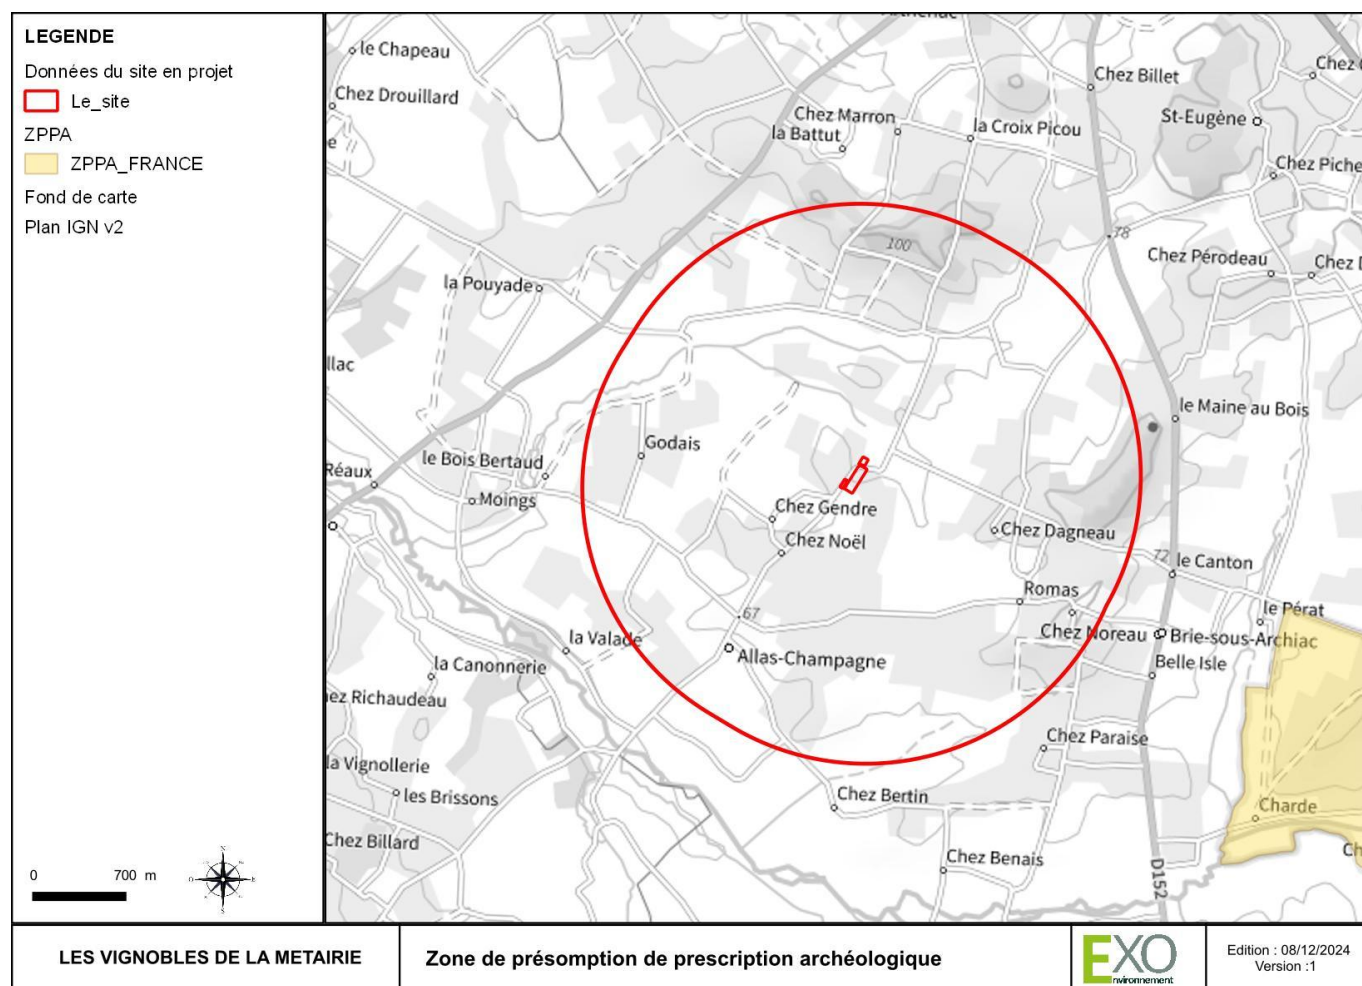 LEGENDE
Données du site en projet
Le_site
ZPPA
ZPPA_FRANCE
Fond de carte
Plan IGN v2
0 700 m
N
S
E
O
le Chapeau
Chez Drouillard
Chez Billet
Chez Marron
la Battut
la Croix Picou
St-Eugène
Chez Piche
100
78
la Pouyade
Chez Pérodeau
Chez D
llac
le Maine au Bois
Godais
le Bois Bertaud
Réaux
Moings
Chez Gendre
Chez Noël
Chez Dagneau
72
le Canton
Romas
le Pérat
67
la Valade
Chez Noreau
Brie-sous-Archiac
Allas-Champagne
Belle Isle
la Canonnerie
ez Richaudeau
Chez Paraise
la Vignollerie
les Brissons
Chez Bertin
Charde
Chez Billard
Ch
Chez Benais
D152
LES VIGNOBLES DE LA METAIRIE
Zone de présomption de prescription archéologique
EXO
nvironnement
Edition : 08/12/2024
Version :1